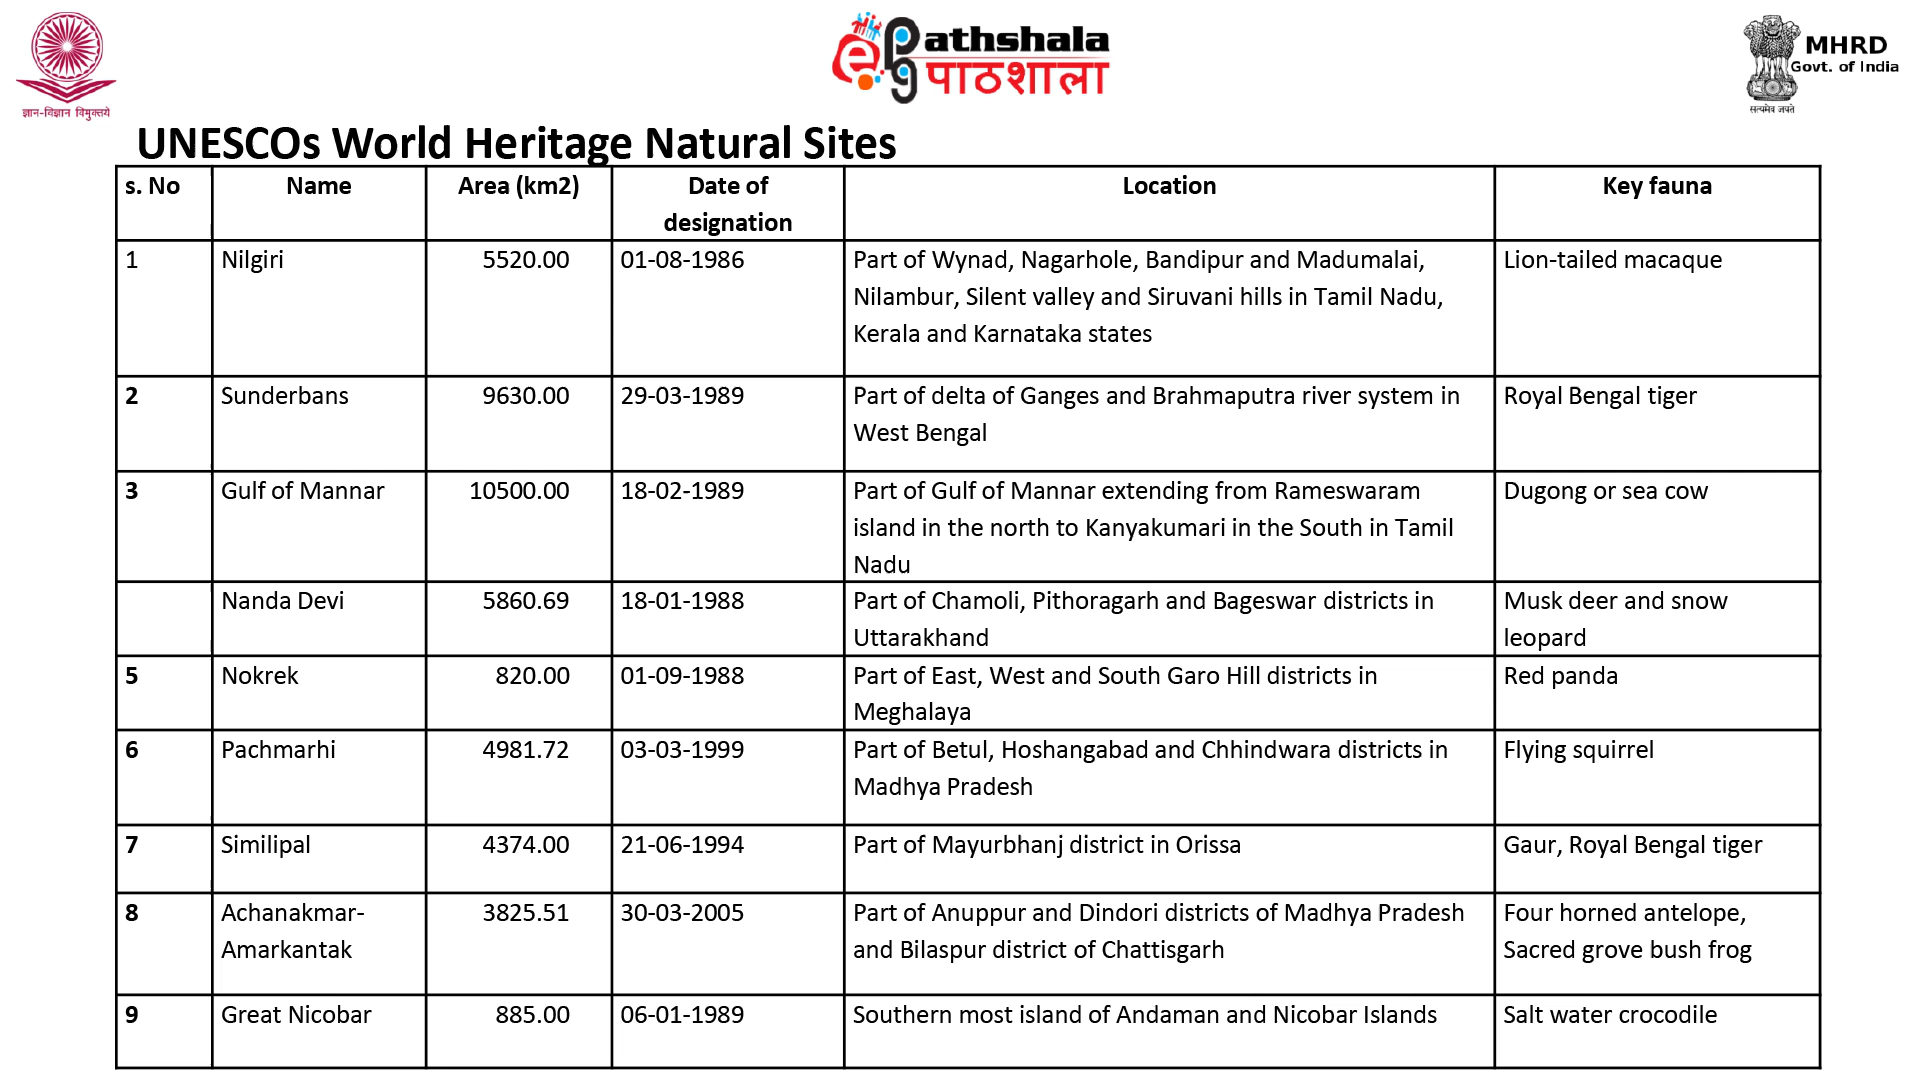 ज्ञान-विज्ञान विमुक्तये
ePG Pathshala
पाठशाला
MHRD
Govt. of India
सत्यमेव जयते
UNESCOs World Heritage Natural Sites
s. No Name Area (km2) Date of designation Location Key fauna
1 Nilgiri 5520.00 01-08-1986 Part of Wynad, Nagarhole, Bandipur and Madumalai, Lion-tailed macaque
Nilambur, Silent valley and Siruvani hills in Tamil Nadu,
Kerala and Karnataka states
2 Sunderbans 9630.00 29-03-1989 Part of delta of Ganges and Brahmaputra river system in Royal Bengal tiger
West Bengal
3 Gulf of Mannar 10500.00 18-02-1989 Part of Gulf of Mannar extending from Rameswaram Dugong or sea cow
island in the north to Kanyakumari in the South in Tamil
Nadu
Nanda Devi 5860.69 18-01-1988 Part of Chamoli, Pithoragarh and Bageswar districts in Musk deer and snow
Uttarakhand leopard
5 Nokrek 820.00 01-09-1988 Part of East, West and South Garo Hill districts in Red panda
Meghalaya
6 Pachmarhi 4981.72 03-03-1999 Part of Betul, Hoshangabad and Chhindwara districts in Flying squirrel
Madhya Pradesh
7 Similipal 4374.00 21-06-1994 Part of Mayurbhanj district in Orissa Gaur, Royal Bengal tiger
8 Achanakmar- 3825.51 30-03-2005 Part of Anuppur and Dindori districts of Madhya Pradesh Four horned antelope,
Amarkantak and Bilaspur district of Chattisgarh Sacred grove bush frog
9 Great Nicobar 885.00 06-01-1989 Southern most island of Andaman and Nicobar Islands Salt water crocodile